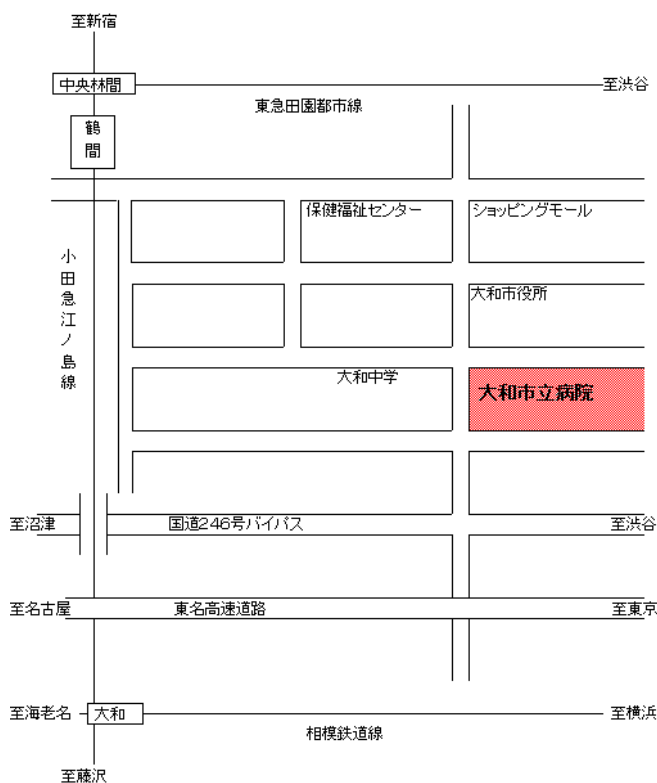 至新宿
中央林間
至渋谷
東急田園都市線
鶴間
保健福祉センター
ショッピングモール
小田急江ノ島線
大和市役所
大和中学
大和市立病院
至沼津
国道246号バイパス
至渋谷
至名古屋
東名高速道路
至東京
至海老名
大和
至横浜
相模鉄道線
至藤沢